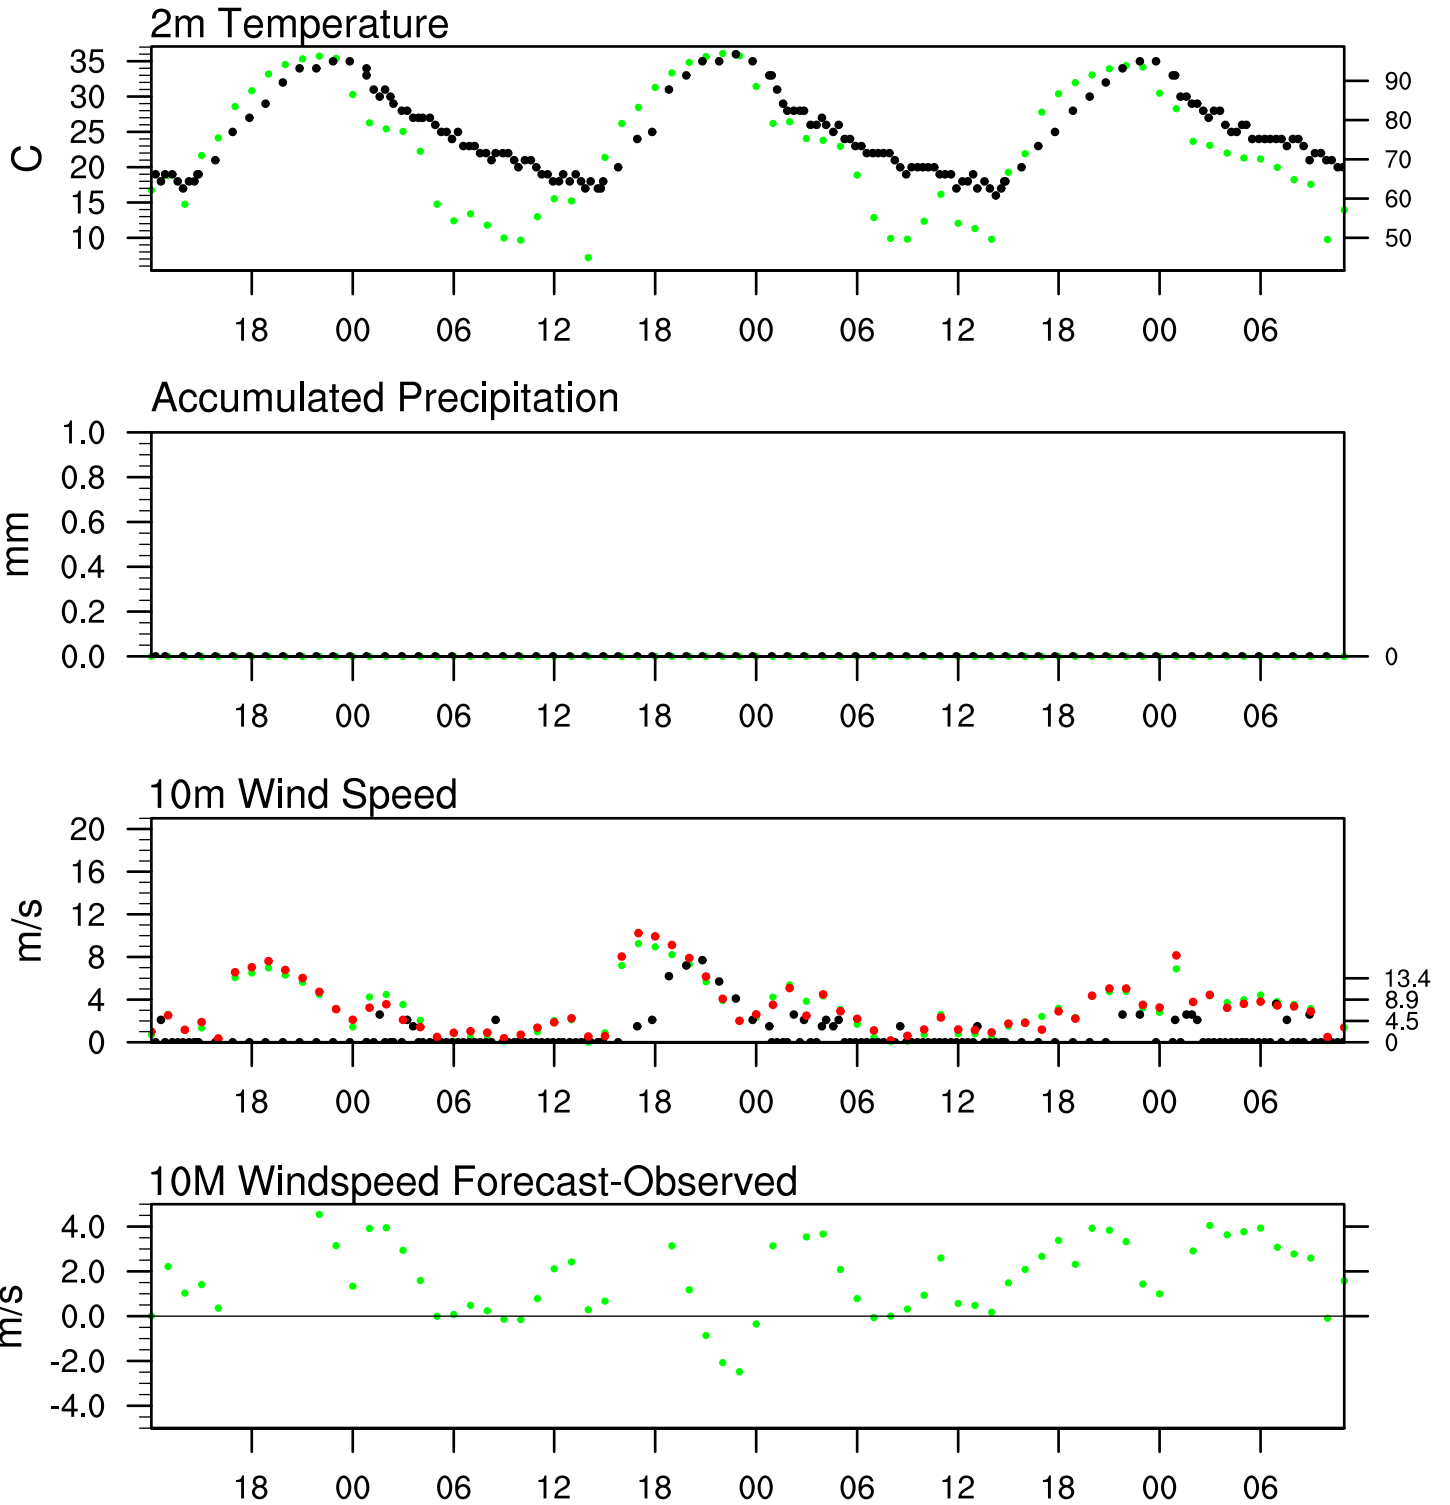 2m Temperature
35
30
25
20
15
10
C
90
80
70
60
50
18 00 06 12 18 00 06 12 18 00 06
Accumulated Precipitation
1.0
0.8
0.6
0.4
0.2
0.0
mm
0
18 00 06 12 18 00 06 12 18 00 06
10m Wind Speed
20
16
12
8
4
0
m/s
13.4
8.9
4.5
0
18 00 06 12 18 00 06 12 18 00 06
10M Windspeed Forecast-Observed
4.0
2.0
0.0
-2.0
-4.0
m/s
18 00 06 12 18 00 06 12 18 00 06